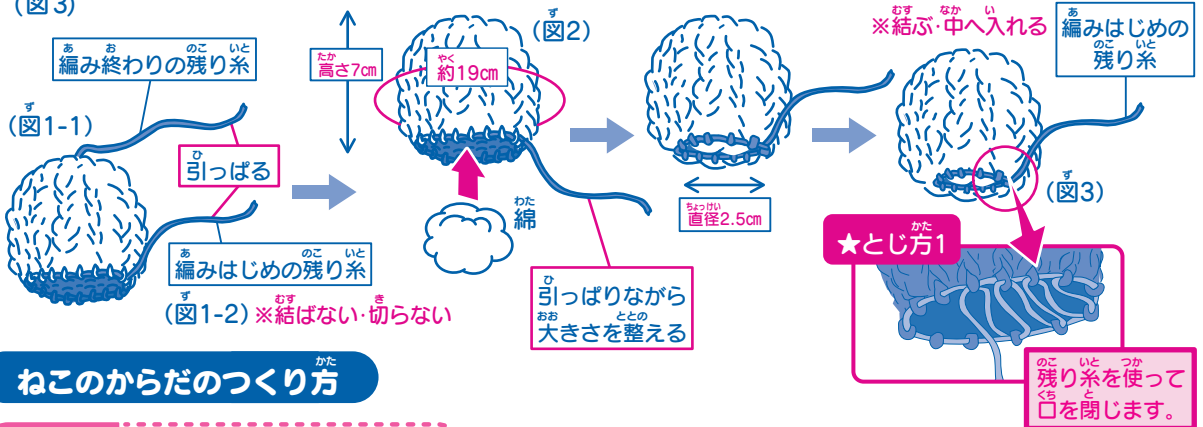 (図3)
編み終わりの残り糸
(図1-1)
引っぱる
編みはじめの残り糸
(図1-2)※結ばない・切らない
高さ7cm
約19cm
(図2)
綿
引っぱりながら
大きさを整える
直径2.5cm
※結ぶ・中へ入れる
編みはじめの
残り糸
(図3)
★とじ方1
残り糸を使って
口を閉じます。
ねこのからだのつくり方